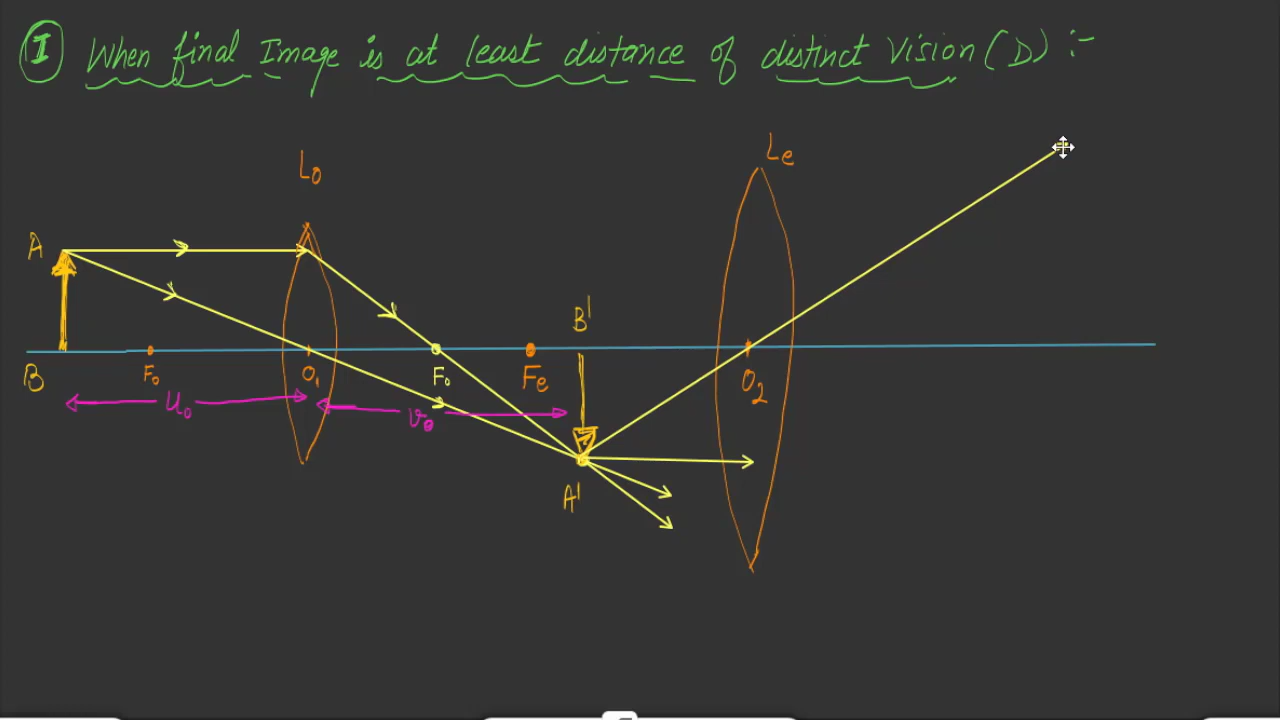 I When final Image is at least distance of distinct Vision (D) :-
Lo
Le
A
B'
B
Fo
O1
Fo
Fe
O2
uo
vo
A'